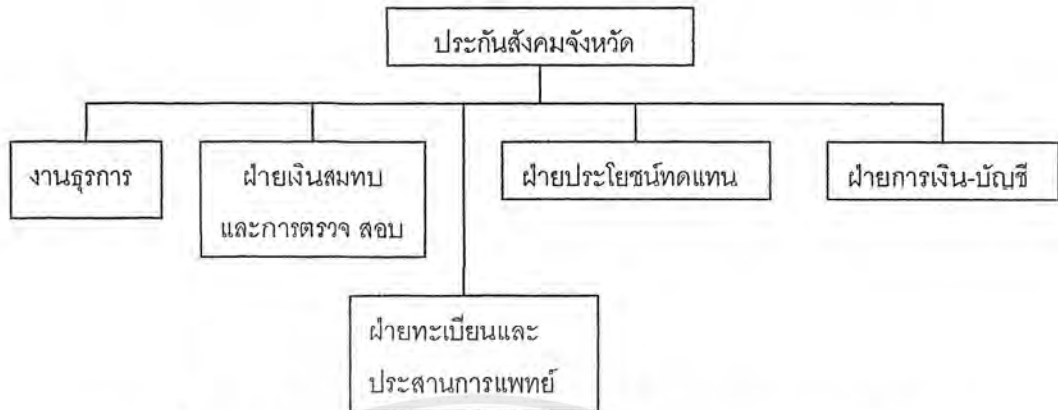 ประกันสังคมจังหวัด
งานธุรการ
ฝ่ายเงินสมทบ
และการตรวจ สอบ
ฝ่ายประโยชน์ทดแทน
ฝ่ายการเงิน-บัญชี
ฝ่ายทะเบียนและ
ประสานการแพทย์